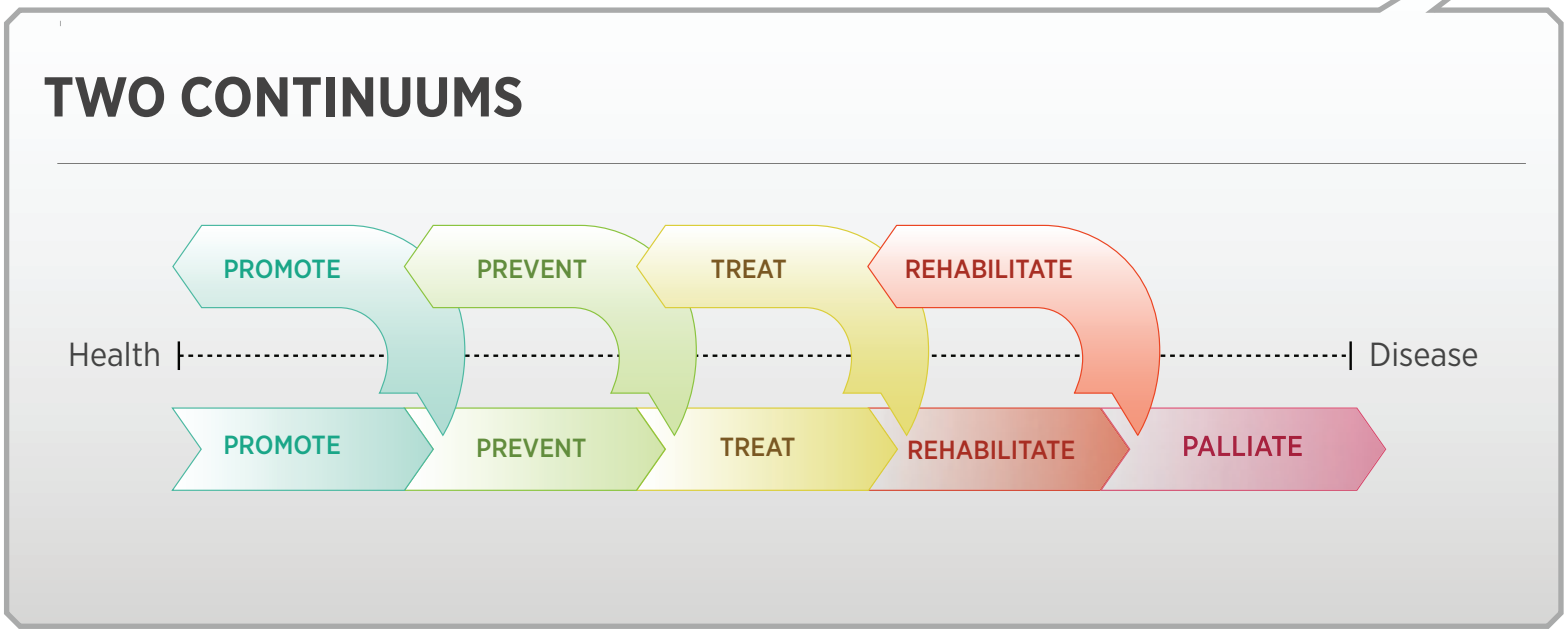 TWO CONTINUUMS
PROMOTE PREVENT TREAT REHABILITATE
Health Disease
PROMOTE PREVENT TREAT REHABILITATE PALLIATE